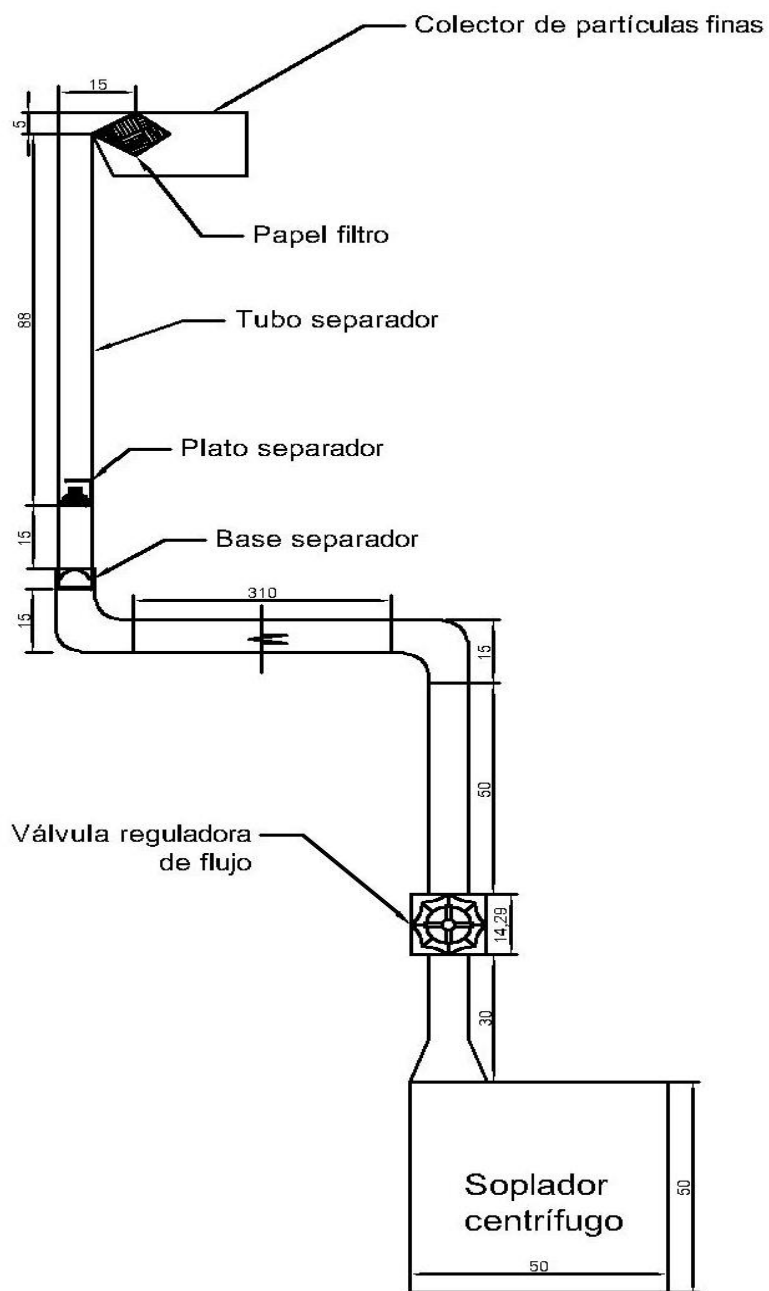 Colector de partículas finas
15
5
Papel filtro
88
Tubo separador
Plato separador
15
Base separador
310
15
15
50
Válvula reguladora
de flujo
14,29
30
Soplador
centrífugo
50
50